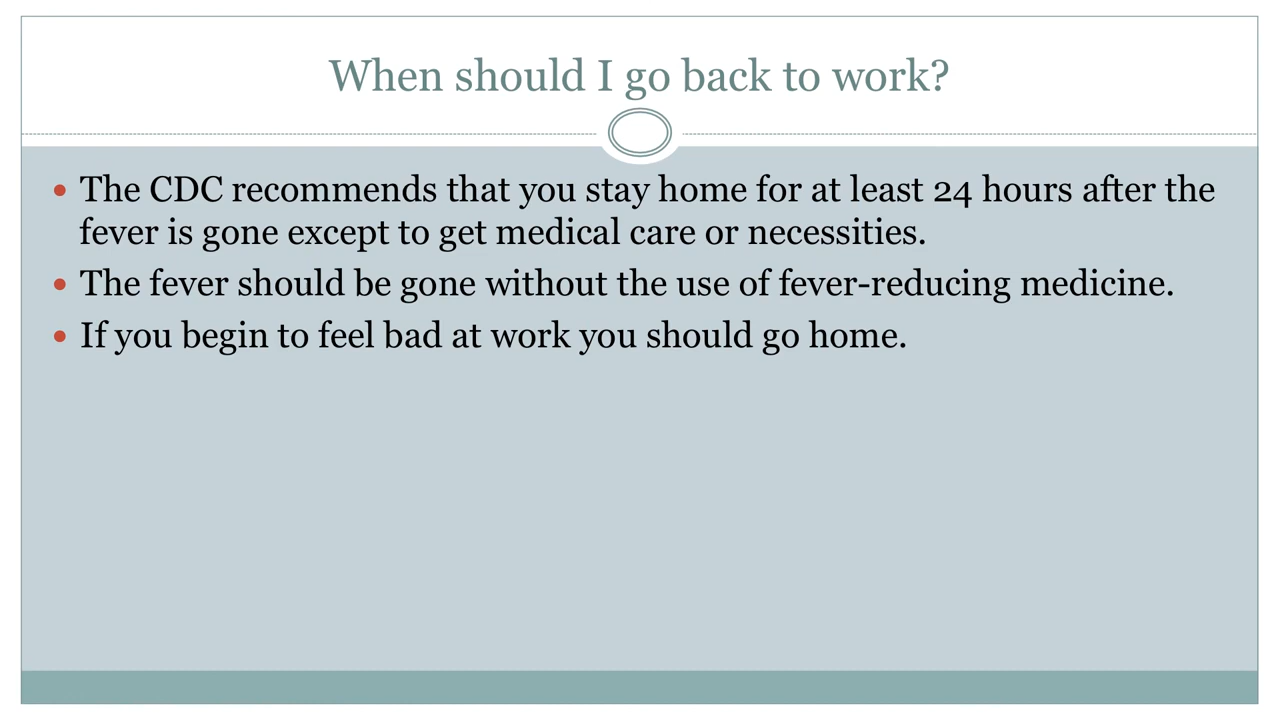 When should I go back to work?
• The CDC recommends that you stay home for at least 24 hours after the
fever is gone except to get medical care or necessities.
• The fever should be gone without the use of fever-reducing medicine.
• If you begin to feel bad at work you should go home.